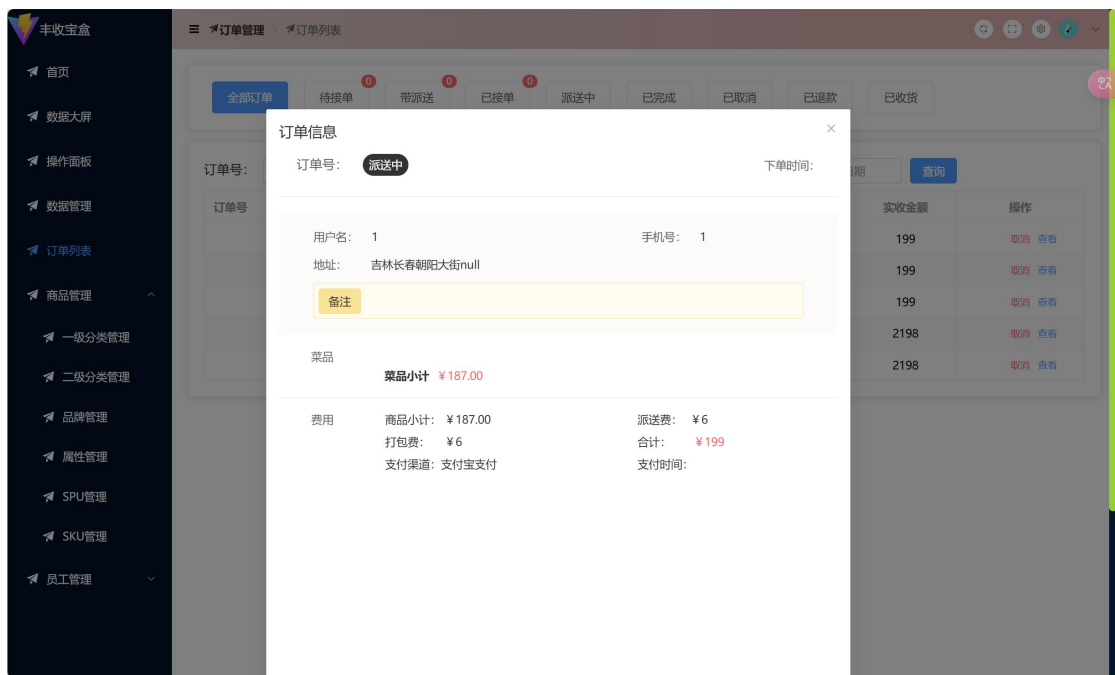 丰收宝盒
订单管理 > 订单列表
首页
数据大屏
操作面板
数据管理
订单列表
商品管理
一级分类管理
二级分类管理
品牌管理
属性管理
SPU管理
SKU管理
员工管理
全部订单 待接单 0 带派送 0 已接单 0 派送中 已完成 已取消 已退款 已收货
订单号: 期 查询
订单号 实收金额 操作
199 取消 查看
199 取消 查看
199 取消 查看
2198 取消 查看
2198 取消 查看
订单信息 ×
订单号: 派送中 下单时间:
用户名: 1 手机号: 1
地址: 吉林长春朝阳大街null
备注
菜品
菜品小计 ¥187.00
费用 商品小计: ¥187.00 派送费: ¥6
打包费: ¥6 合计: ¥199
支付渠道: 支付宝支付 支付时间: